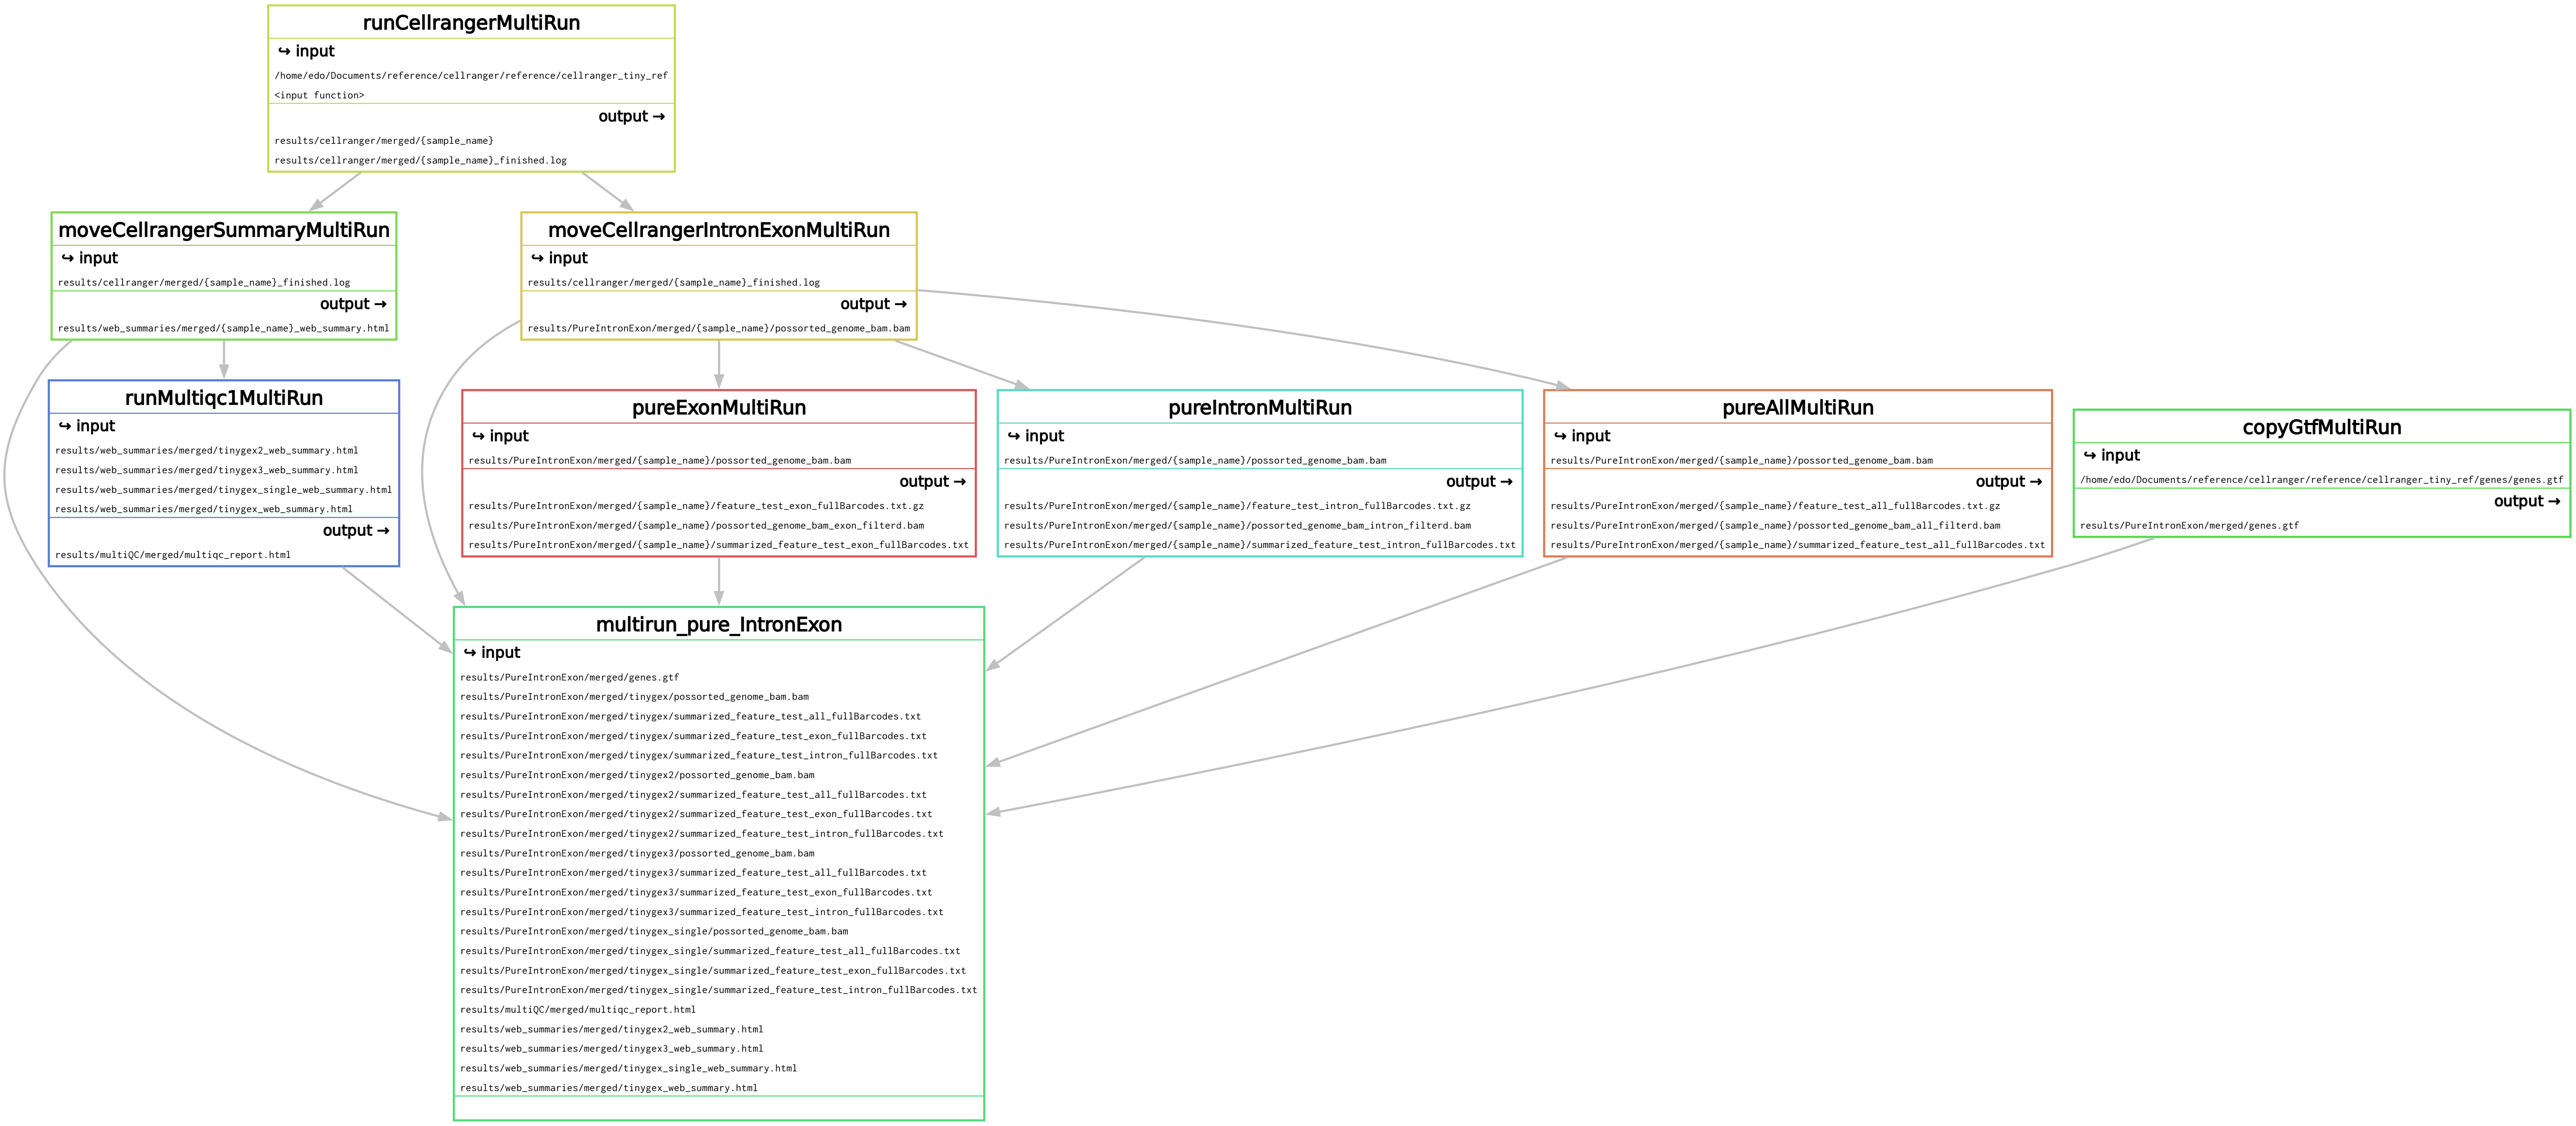 runCellrangerMultiRun
↪ input
/home/edo/Documents/reference/cellranger/reference/cellranger_tiny_ref
<input function>
output →
results/cellranger/merged/{sample_name}
results/cellranger/merged/{sample_name}_finished.log
moveCellrangerSummaryMultiRun
↪ input
results/cellranger/merged/{sample_name}_finished.log
output →
results/web_summaries/merged/{sample_name}_web_summary.html
moveCellrangerIntronExonMultiRun
↪ input
results/cellranger/merged/{sample_name}_finished.log
output →
results/PureIntronExon/merged/{sample_name}/possorted_genome_bam.bam
runMultiqc1MultiRun
↪ input
results/web_summaries/merged/tinygex2_web_summary.html
results/web_summaries/merged/tinygex3_web_summary.html
results/web_summaries/merged/tinygex_single_web_summary.html
results/web_summaries/merged/tinygex_web_summary.html
output →
results/multiQC/merged/multiqc_report.html
pureExonMultiRun
↪ input
results/PureIntronExon/merged/{sample_name}/possorted_genome_bam.bam
output →
results/PureIntronExon/merged/{sample_name}/feature_test_exon_fullBarcodes.txt.gz
results/PureIntronExon/merged/{sample_name}/possorted_genome_bam_exon_filterd.bam
results/PureIntronExon/merged/{sample_name}/summarized_feature_test_exon_fullBarcodes.txt
pureIntronMultiRun
↪ input
results/PureIntronExon/merged/{sample_name}/possorted_genome_bam.bam
output →
results/PureIntronExon/merged/{sample_name}/feature_test_intron_fullBarcodes.txt.gz
results/PureIntronExon/merged/{sample_name}/possorted_genome_bam_intron_filterd.bam
results/PureIntronExon/merged/{sample_name}/summarized_feature_test_intron_fullBarcodes.txt
pureAllMultiRun
↪ input
results/PureIntronExon/merged/{sample_name}/possorted_genome_bam.bam
output →
results/PureIntronExon/merged/{sample_name}/feature_test_all_fullBarcodes.txt.gz
results/PureIntronExon/merged/{sample_name}/possorted_genome_bam_all_filterd.bam
results/PureIntronExon/merged/{sample_name}/summarized_feature_test_all_fullBarcodes.txt
copyGtfMultiRun
↪ input
/home/edo/Documents/reference/cellranger/reference/cellranger_tiny_ref/genes/genes.gtf
output →
results/PureIntronExon/merged/genes.gtf
multirun_pure_IntronExon
↪ input
results/PureIntronExon/merged/genes.gtf
results/PureIntronExon/merged/tinygex/possorted_genome_bam.bam
results/PureIntronExon/merged/tinygex/summarized_feature_test_all_fullBarcodes.txt
results/PureIntronExon/merged/tinygex/summarized_feature_test_exon_fullBarcodes.txt
results/PureIntronExon/merged/tinygex/summarized_feature_test_intron_fullBarcodes.txt
results/PureIntronExon/merged/tinygex2/possorted_genome_bam.bam
results/PureIntronExon/merged/tinygex2/summarized_feature_test_all_fullBarcodes.txt
results/PureIntronExon/merged/tinygex2/summarized_feature_test_exon_fullBarcodes.txt
results/PureIntronExon/merged/tinygex2/summarized_feature_test_intron_fullBarcodes.txt
results/PureIntronExon/merged/tinygex3/possorted_genome_bam.bam
results/PureIntronExon/merged/tinygex3/summarized_feature_test_all_fullBarcodes.txt
results/PureIntronExon/merged/tinygex3/summarized_feature_test_exon_fullBarcodes.txt
results/PureIntronExon/merged/tinygex3/summarized_feature_test_intron_fullBarcodes.txt
results/PureIntronExon/merged/tinygex_single/possorted_genome_bam.bam
results/PureIntronExon/merged/tinygex_single/summarized_feature_test_all_fullBarcodes.txt
results/PureIntronExon/merged/tinygex_single/summarized_feature_test_exon_fullBarcodes.txt
results/PureIntronExon/merged/tinygex_single/summarized_feature_test_intron_fullBarcodes.txt
results/multiQC/merged/multiqc_report.html
results/web_summaries/merged/tinygex2_web_summary.html
results/web_summaries/merged/tinygex3_web_summary.html
results/web_summaries/merged/tinygex_single_web_summary.html
results/web_summaries/merged/tinygex_web_summary.html